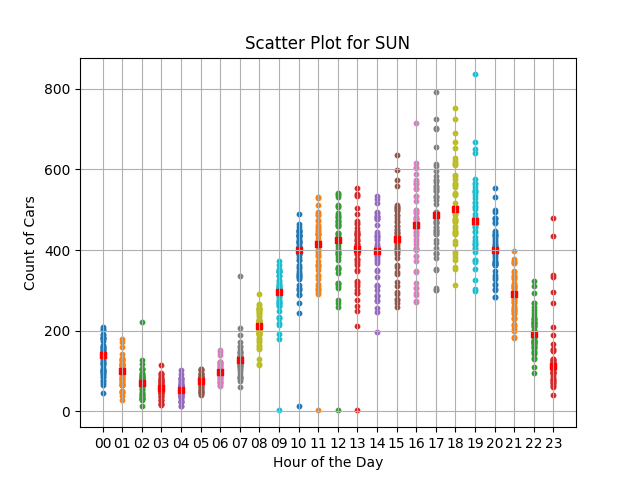 Scatter Plot for SUN
Count of Cars
800
600
400
200
0
00 01 02 03 04 05 06 07 08 09 10 11 12 13 14 15 16 17 18 19 20 21 22 23
Hour of the Day